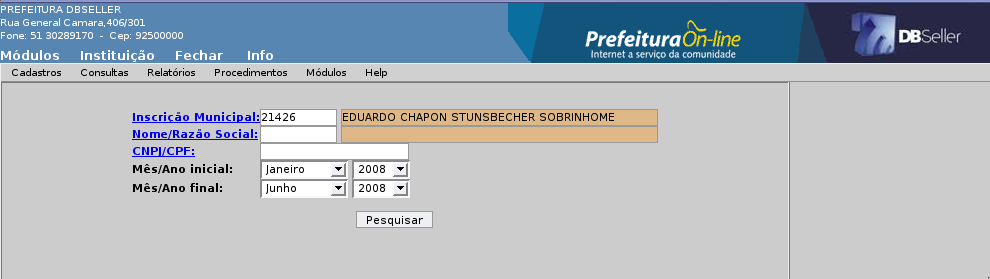 PREFEITURA DBSELLER
Rua General Camara,406/301
Fone: 51 30289170 - Cep: 92500000
Prefeitura On-line
Internet a serviço da comunidade
DBSeller
Módulos Instituição Fechar Info
Cadastros Consultas Relatórios Procedimentos Módulos Help
Inscrição Municipal: 21426 EDUARDO CHAPON STUNSBECHER SOBRINHOME
Nome/Razão Social:
CNPJ/CPF:
Mês/Ano inicial: Janeiro 2008
Mês/Ano final: Junho 2008
Pesquisar